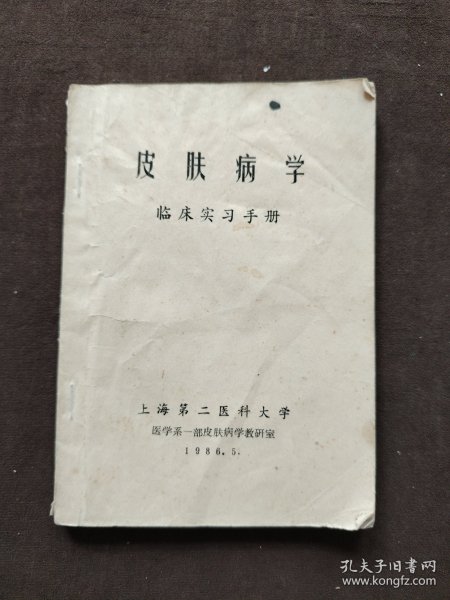 皮肤病学
临床实习手册
上海第二医科大学
医学系一部皮肤病学教研室
1986.5.
孔夫子旧书网
www.kongfz.com